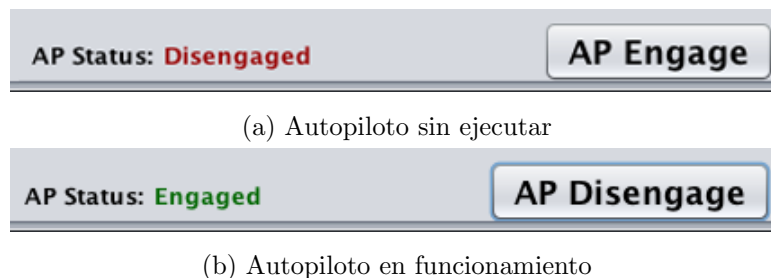 AP Status: Disengaged AP Engage
(a) Autopiloto sin ejecutar
AP Status: Engaged AP Disengage
(b) Autopiloto en funcionamiento